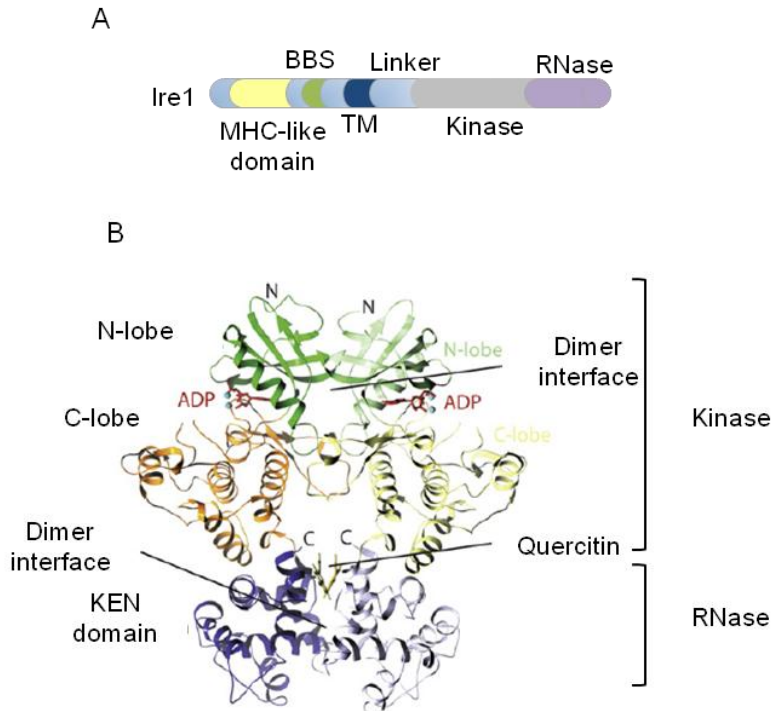 A
BBS
Linker
RNase
Ire1
MHC-like
domain
TM
Kinase
B
N
N
N-lobe
N-lobe
Dimer
interface
ADP
ADP
C-lobe
C-lobe
Kinase
Dimer
interface
C
C
Quercitin
KEN
domain
RNase